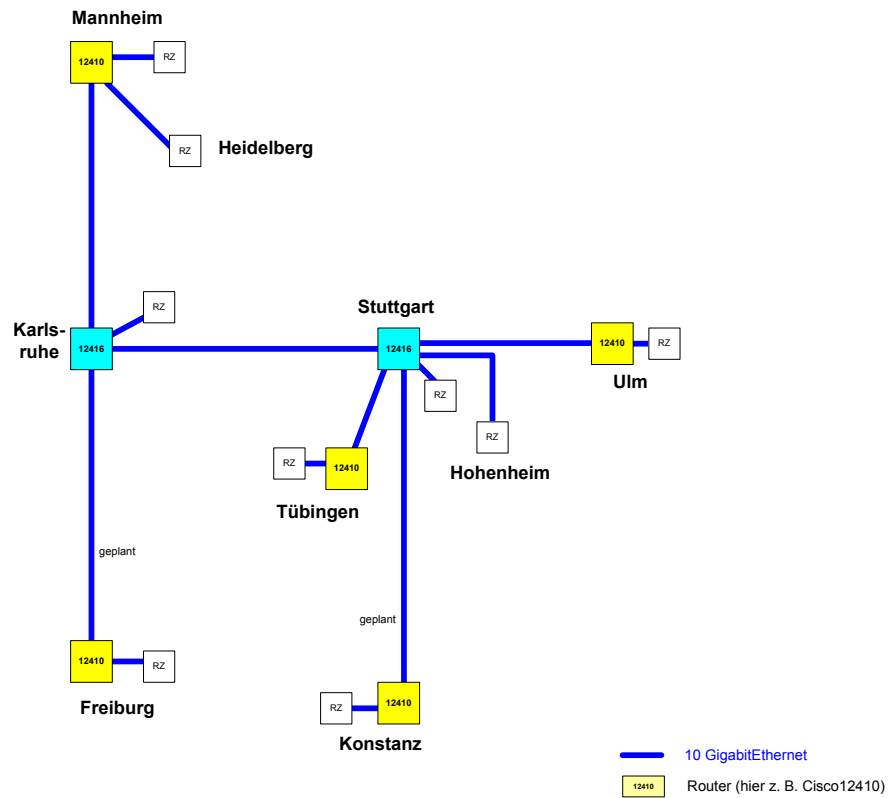 Mannheim
12410
RZ
RZ
Heidelberg
RZ
Karls-
ruhe
12416
Stuttgart
12416
12410
RZ
Ulm
RZ
RZ
Hohenheim
RZ
12410
Tübingen
geplant
geplant
12410
RZ
Freiburg
RZ
12410
Konstanz
10 GigabitEthernet
12410
Router (hier z. B. Cisco12410)